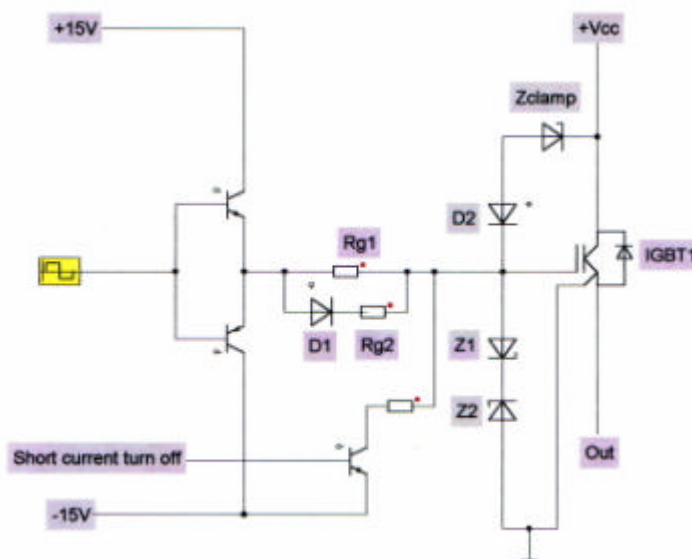 +15V
+Vcc
Zclamp
D2
Rg1
IGBT1
D1
Rg2
Z1
Z2
Short current turn off
Out
-15V